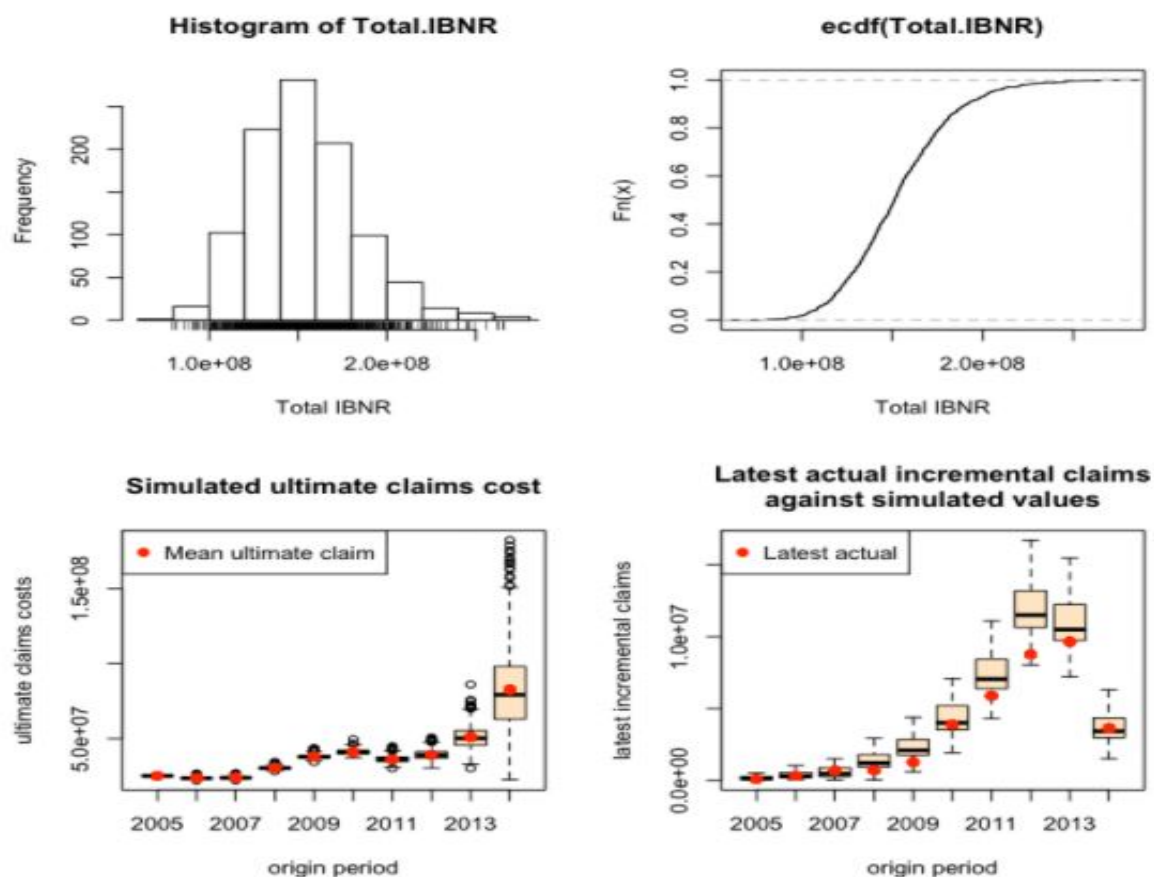 Histogram of Total.IBNR
Frequency
200
100
50
0
1.0e+08 2.0e+08
Total IBNR
ecdf(Total.IBNR)
Fn(x)
1.0
0.8
0.6
0.4
0.2
0.0
1.0e+08 2.0e+08
Total IBNR
Simulated ultimate claims cost
Mean ultimate claim
ultimate claims costs
1.5e+08
5.0e+07
2005 2007 2009 2011 2013
origin period
Latest actual incremental claims
against simulated values
Latest actual
latest incremental claims
1.0e+07
0.0e+00
2005 2007 2009 2011 2013
origin period